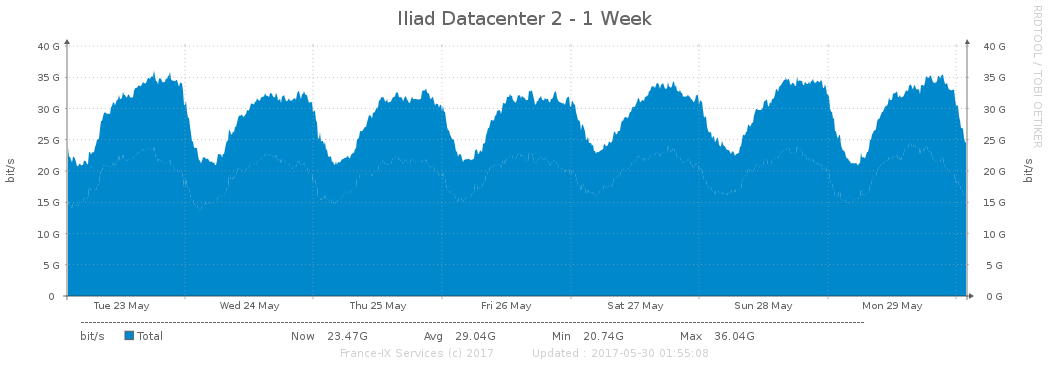 Iliad Datacenter 2 - 1 Week
RRDTOOL / TOBI OETIKER
40 G 40 G
35 G 35 G
30 G 30 G
25 G 25 G
20 G 20 G
15 G 15 G
10 G 10 G
5 G 5 G
0 0 G
bit/s bit/s
Tue 23 May Wed 24 May Thu 25 May Fri 26 May Sat 27 May Sun 28 May Mon 29 May
bit/s Total Now 23.47G Avg 29.04G Min 20.74G Max 36.04G
France-IX Services (c) 2017 Updated : 2017-05-30 01:55:08